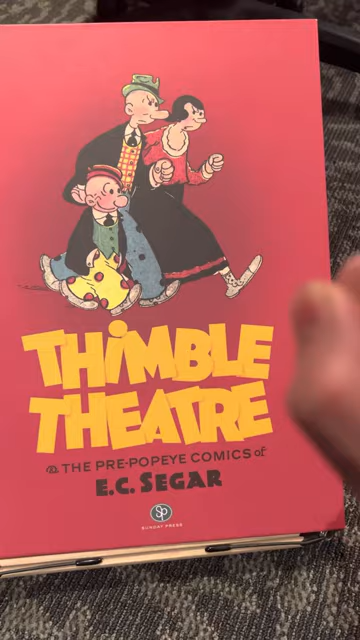 THiMBLE
THEATRE
& THE PRE-POPEYE COMICS of
E.C. SEGAR
SP
SUNDAY PRESS